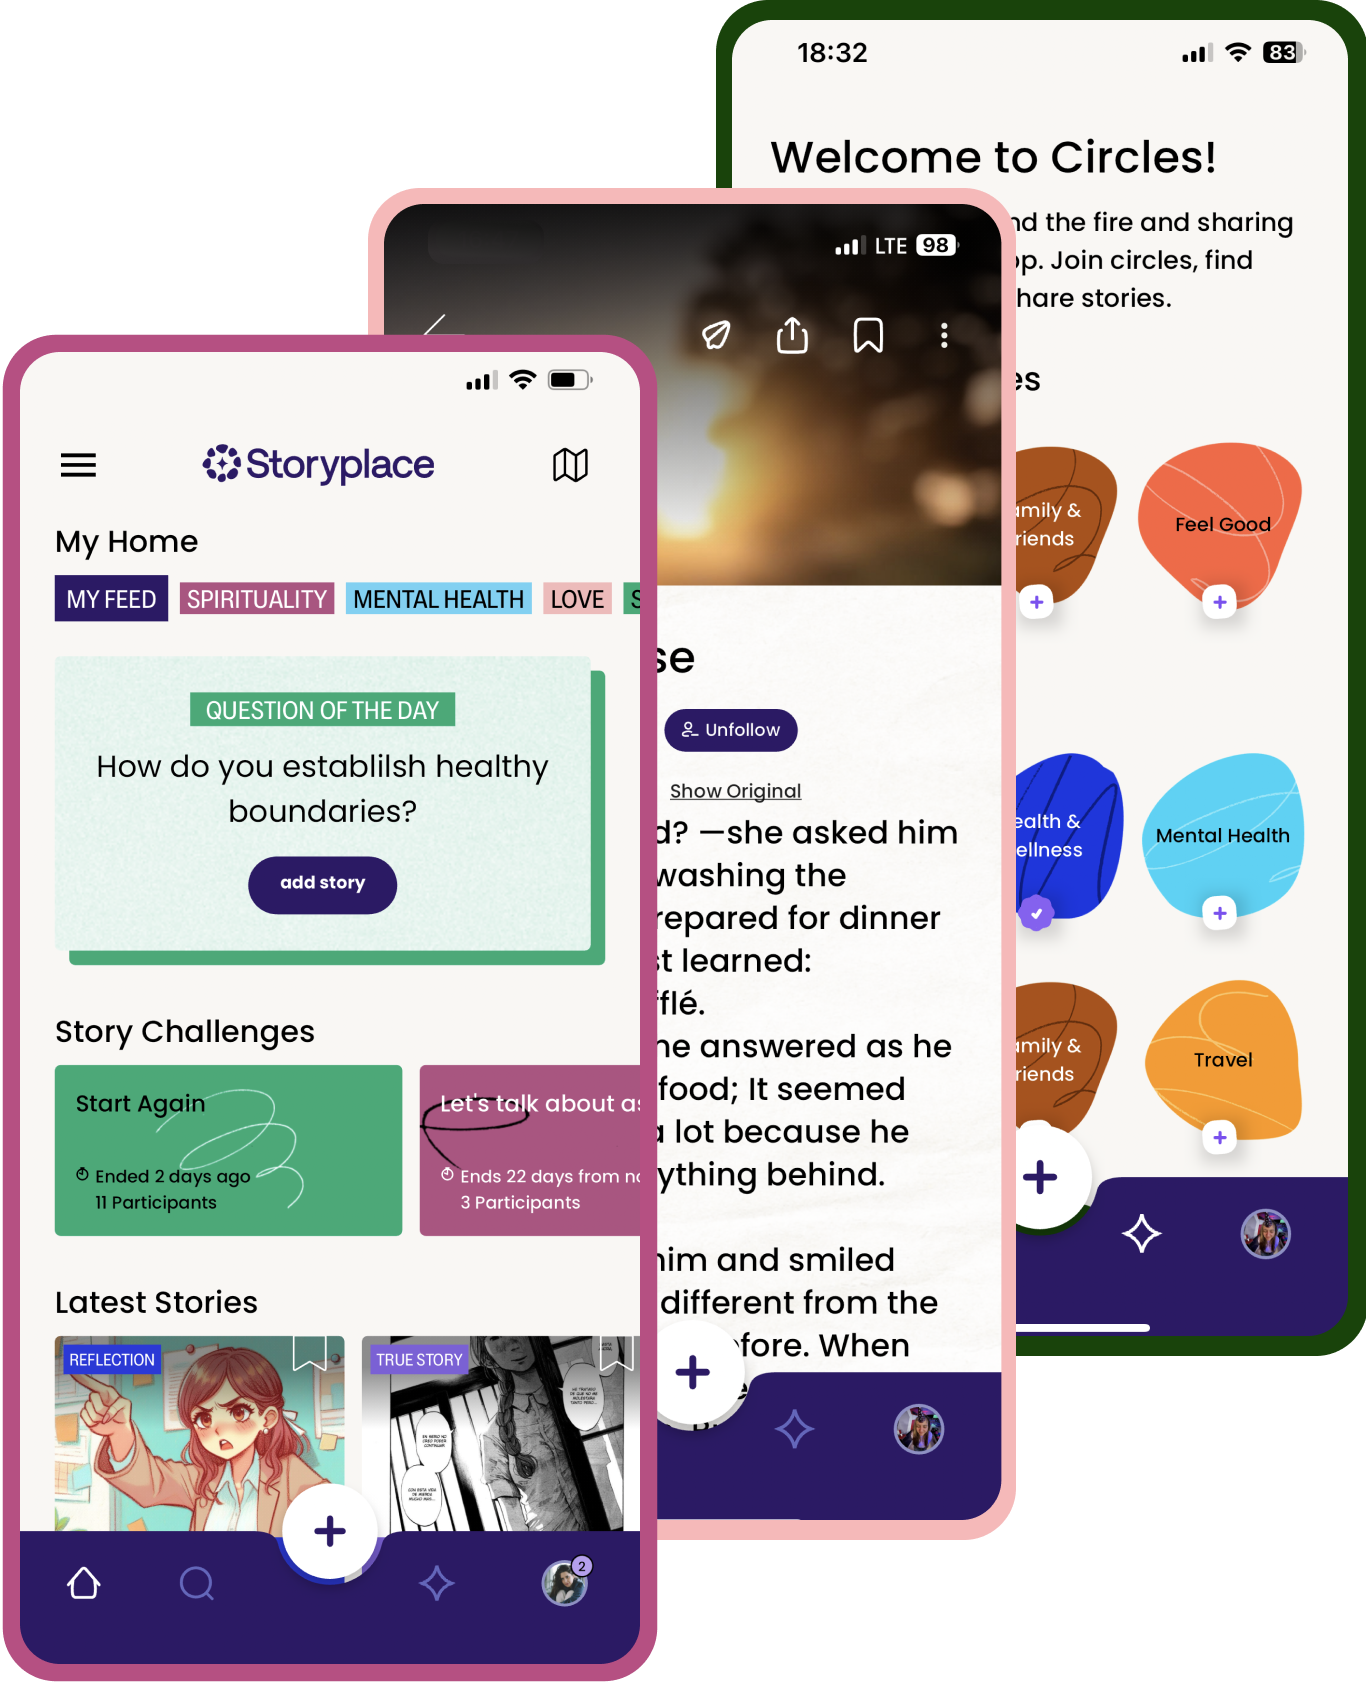 18:32
83
Welcome to Circles!
nd the fire and sharing
op. Join circles, find
hare stories.
es
amily &
riends
Feel Good
ealth &
ellness
Mental Health
amily &
riends
Travel
LTE 98
se
Unfollow
Show Original
d? —she asked him
washing the
repared for dinner
st learned:
fflé.
he answered as he
food; It seemed
a lot because he
ything behind.
him and smiled
different from the
efore. When
Storyplace
My Home
MY FEED SPIRITUALITY MENTAL HEALTH LOVE S
QUESTION OF THE DAY
How do you establilsh healthy
boundaries?
add story
Story Challenges
Start Again
Ended 2 days ago
11 Participants
Let's talk about as
Ends 22 days from no
3 Participants
Latest Stories
REFLECTION
TRUE STORY
2